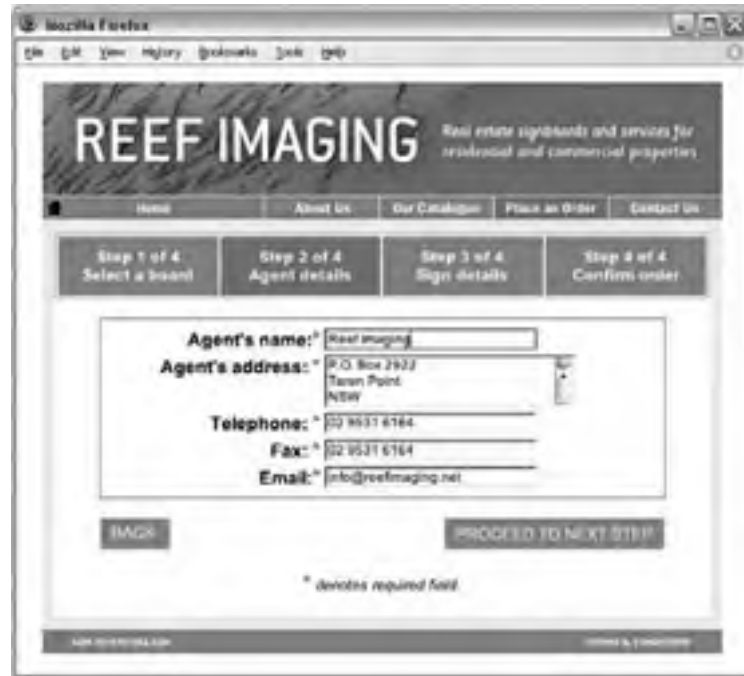 Mozilla Firefox
File Edit View History Bookmarks Tools Help
REEF IMAGING
Real estate signboards and services for
residential and commercial properties
Home About Us Our Catalogue Place an Order Contact Us
Step 1 of 4 Step 2 of 4 Step 3 of 4 Step 4 of 4
Select a board Agent details Sign details Confirm order
Agent's name:* Reef Imaging
Agent's address:* P.O. Box 2922
Taren Point
NSW
Telephone:* 02 9531 6164
Fax:* 02 9531 6164
Email:* info@reefimaging.net
BACK PROCEED TO NEXT STEP
* denotes required field.
TERMS & CONDITIONS